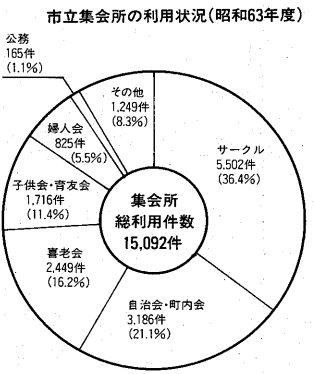 市立集会所の利用状況(昭和63年度)
公務
165件
(1.1%)
その他
1,249件
(8.3%)
婦人会
825件
(5.5%)
サークル
5,502件
(36.4%)
子供会・育友会
1,716件
(11.4%)
集会所
総利用件数
15,092件
喜老会
2,449件
(16.2%)
自治会・町内会
3,186件
(21.1%)